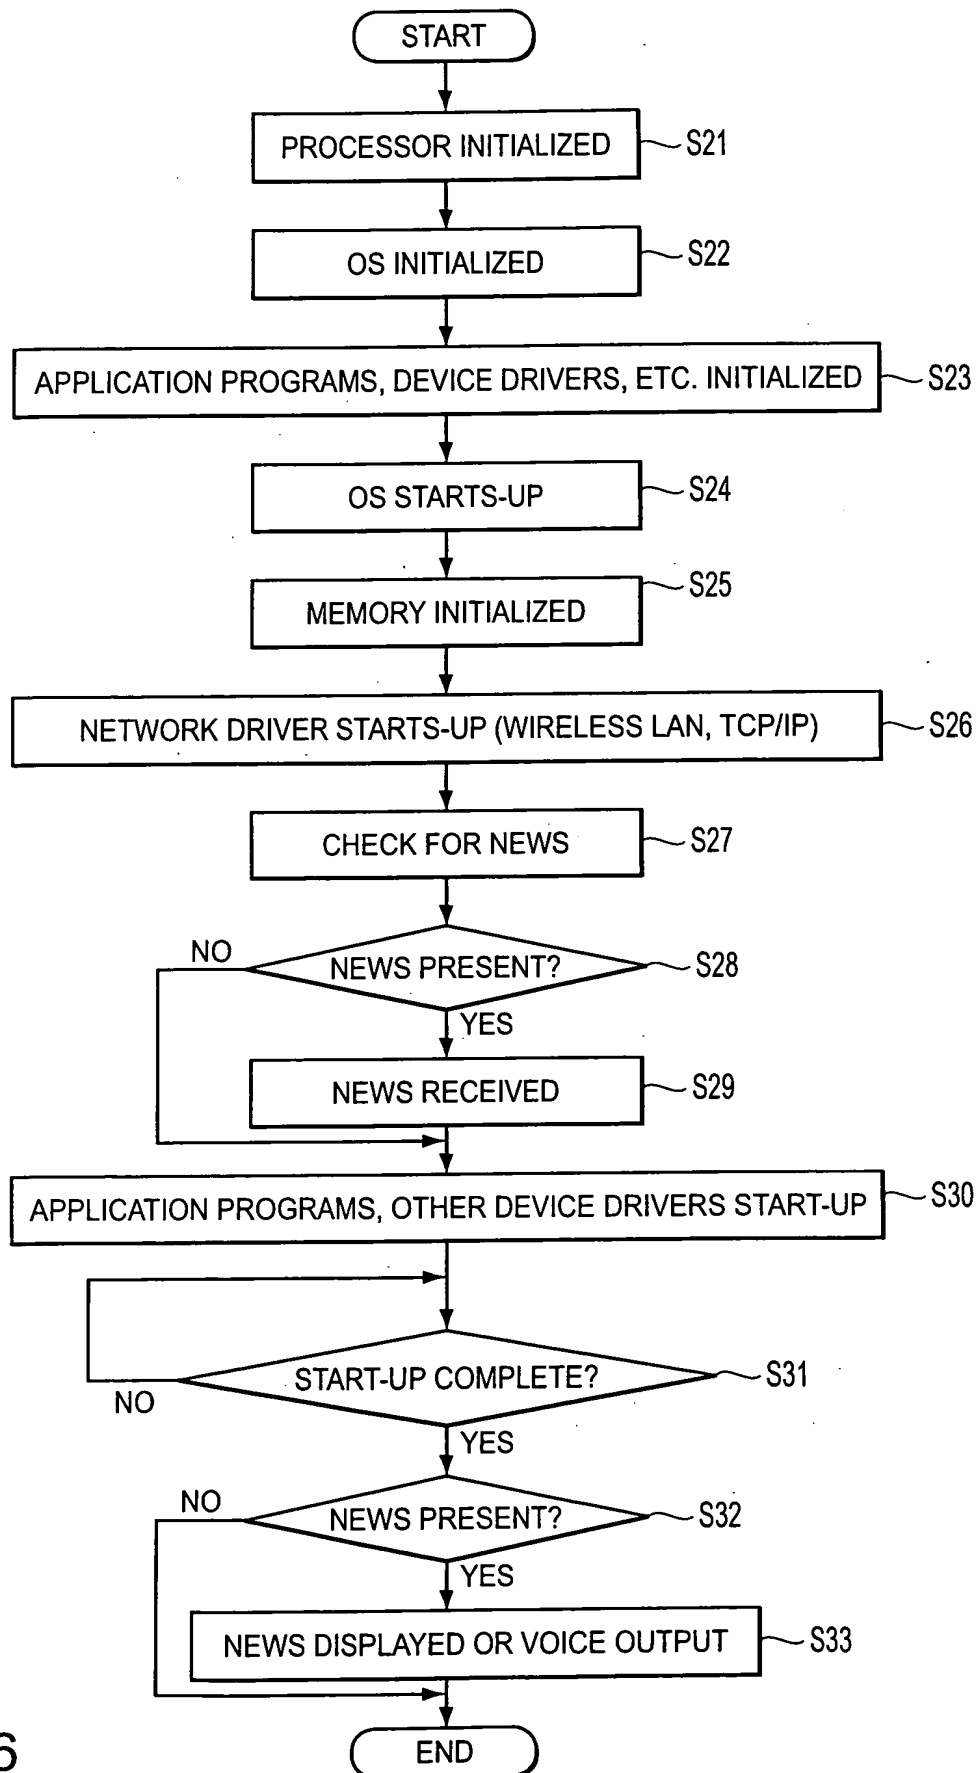 START
PROCESSOR INITIALIZED
S21
OS INITIALIZED
S22
APPLICATION PROGRAMS, DEVICE DRIVERS, ETC. INITIALIZED
S23
OS STARTS-UP
S24
MEMORY INITIALIZED
S25
NETWORK DRIVER STARTS-UP (WIRELESS LAN, TCP/IP)
S26
CHECK FOR NEWS
S27
NO
NEWS PRESENT?
S28
YES
NEWS RECEIVED
S29
APPLICATION PROGRAMS, OTHER DEVICE DRIVERS START-UP
S30
START-UP COMPLETE?
S31
NO
YES
NO
NEWS PRESENT?
S32
YES
NEWS DISPLAYED OR VOICE OUTPUT
S33
END
6